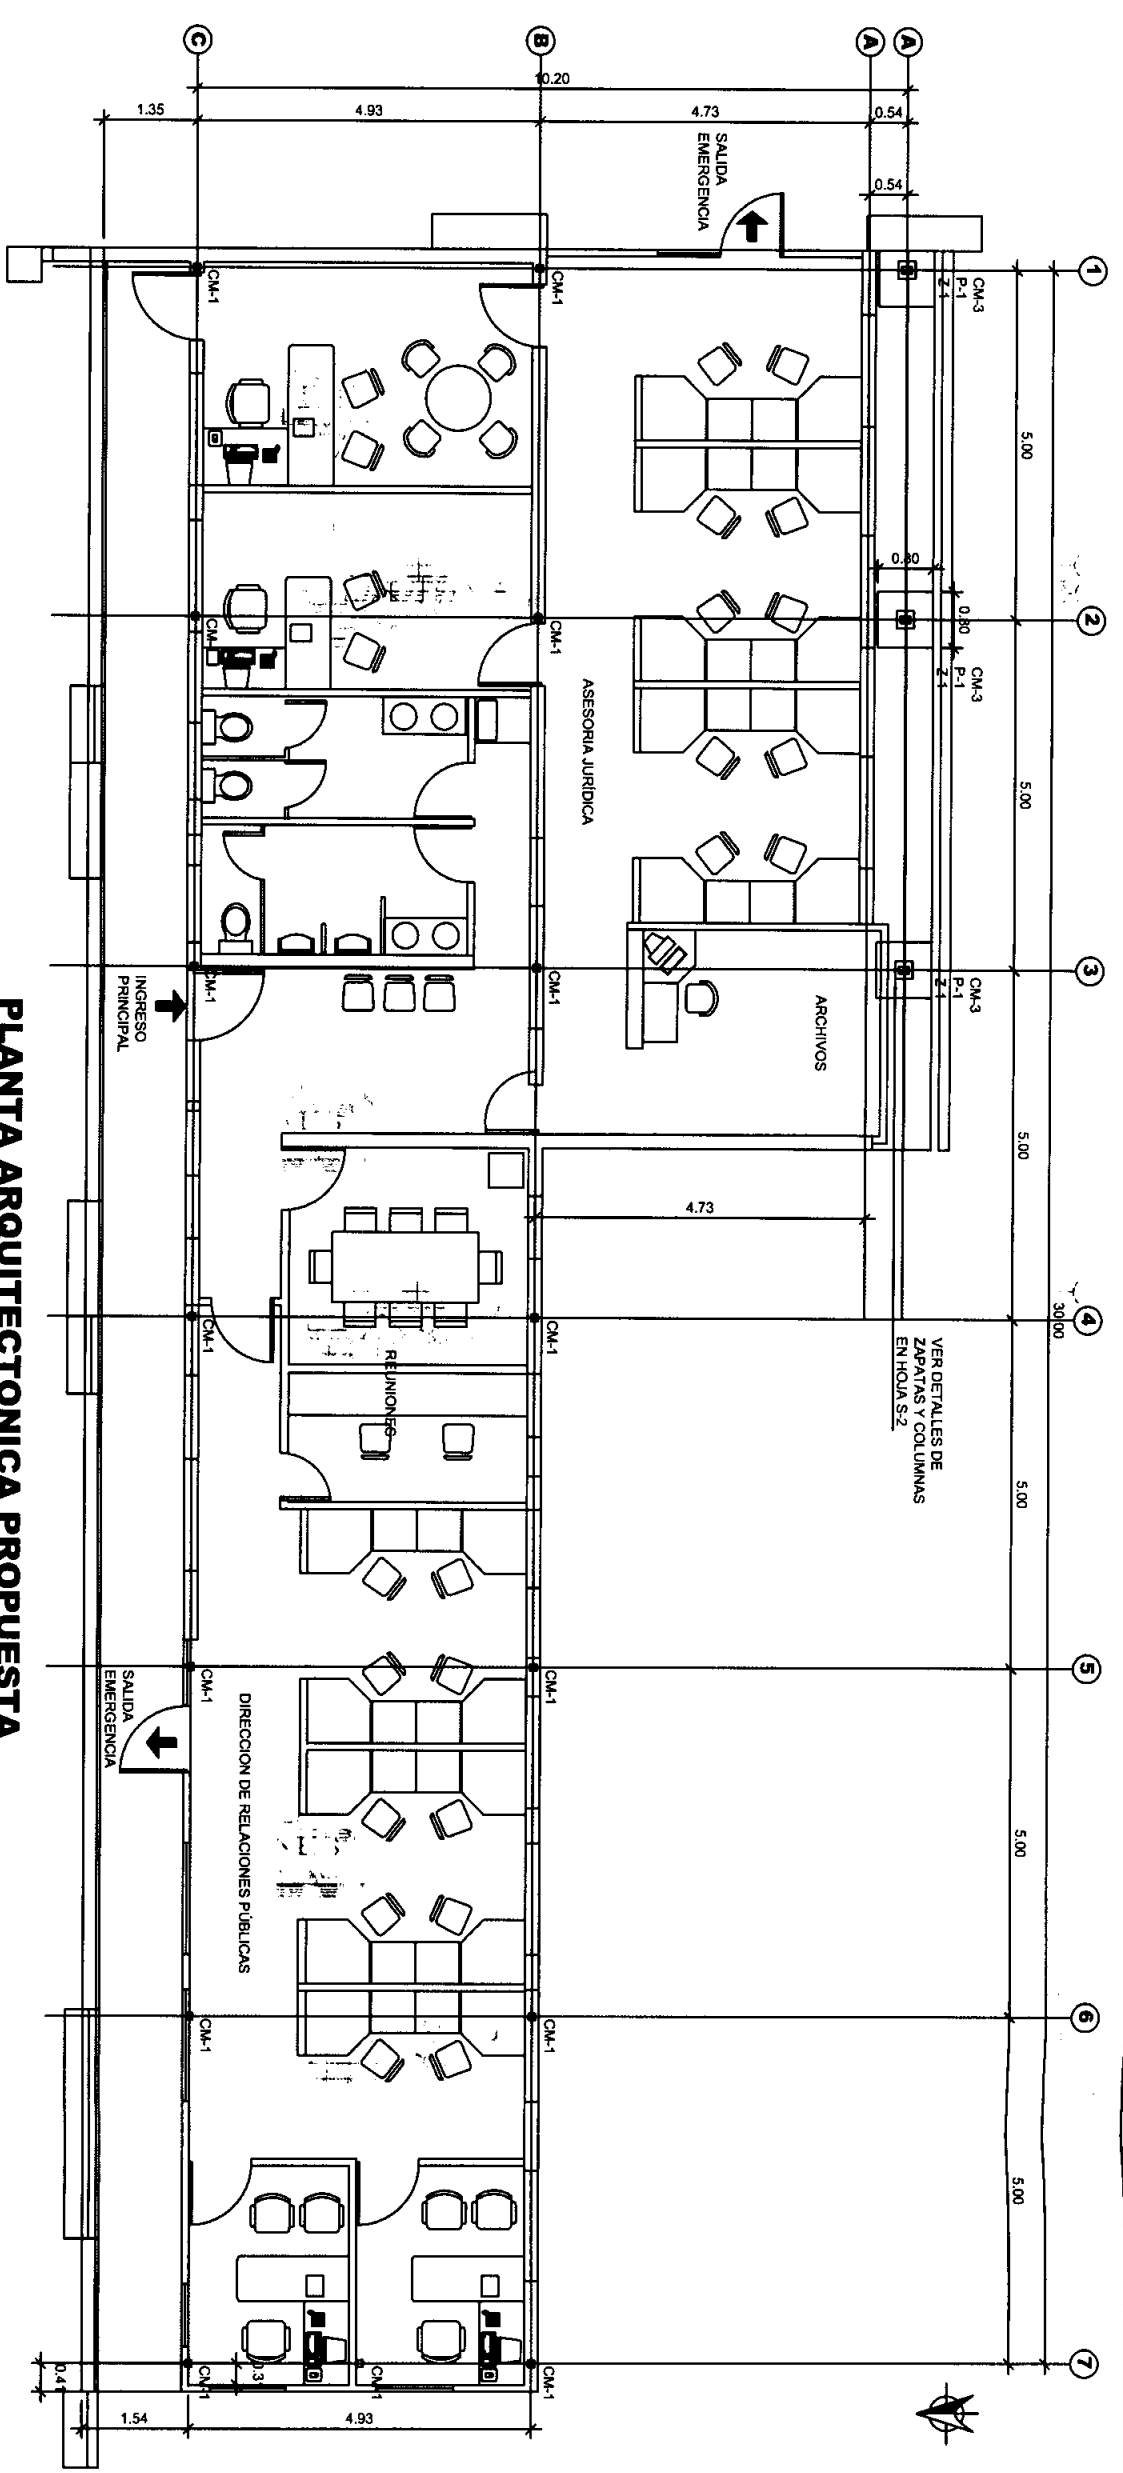 1
2
3
4
5
6
7
30.00
5.00
5.00
5.00
5.00
5.00
5.00
A
A
B
C
10.20
0.54
4.73
4.93
1.35
0.54
SALIDA
EMERGENCIA
CM-3
P-1
Z-1
CM-3
P-1
Z-1
CM-3
P-1
Z-1
0.80
0.80
VER DETALLES DE
ZAPATAS Y COLUMNAS
EN HOJA S-2
ARCHIVOS
4.73
ASESORIA JURÍDICA
CM-1
CM-1
CM-1
CM-1
CM-1
CM-1
CM-1
REUNIONES
DIRECCION DE RELACIONES PÚBLICAS
CM-1
CM-1
CM-1
CM-1
CM-1
CM-1
CM-1
4.93
1.54
0.41
INGRESO
PRINCIPAL
SALIDA
EMERGENCIA
PLANTA ARQUITECTONICA PROPUESTA